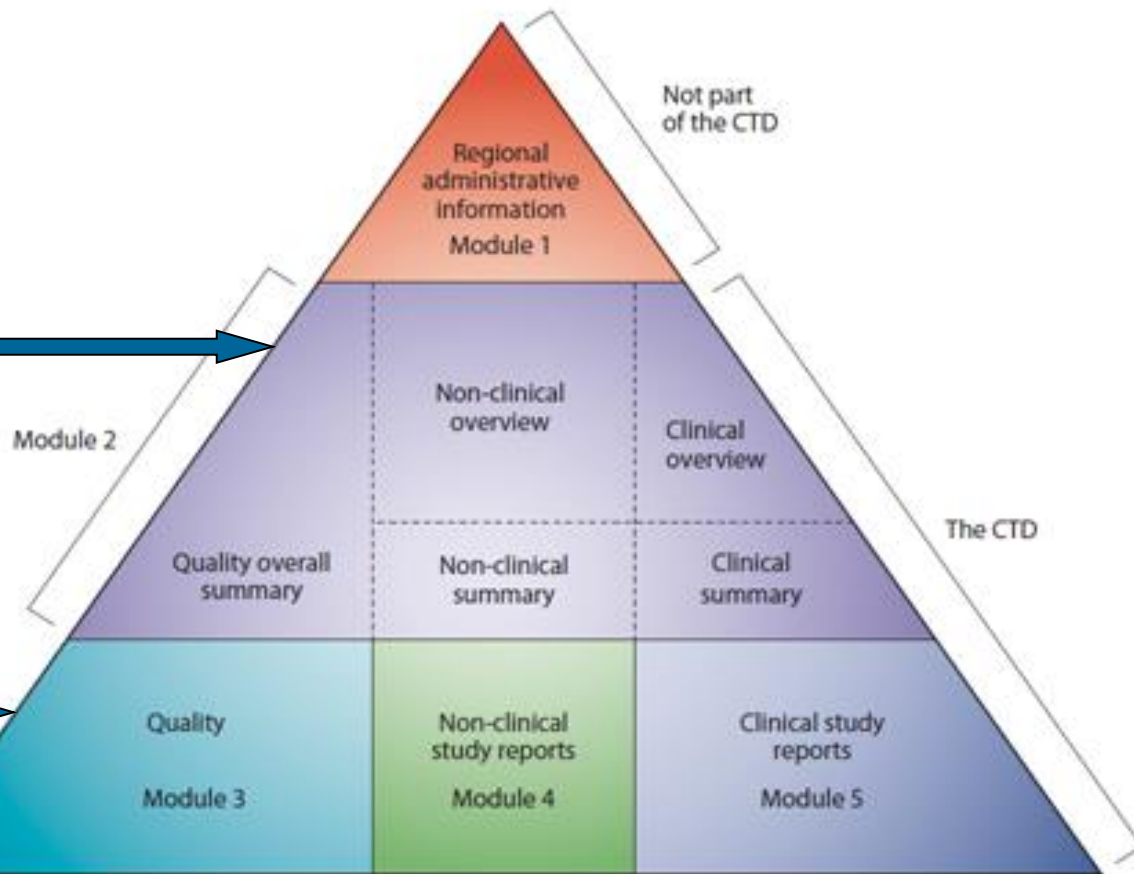 Not part
of the CTD
Regional
administrative
information
Module 1
Module 2
Non-clinical
overview
Clinical
overview
The CTD
Quality overall
summary
Non-clinical
summary
Clinical
summary
Quality
Module 3
Non-clinical
study reports
Module 4
Clinical study
reports
Module 5